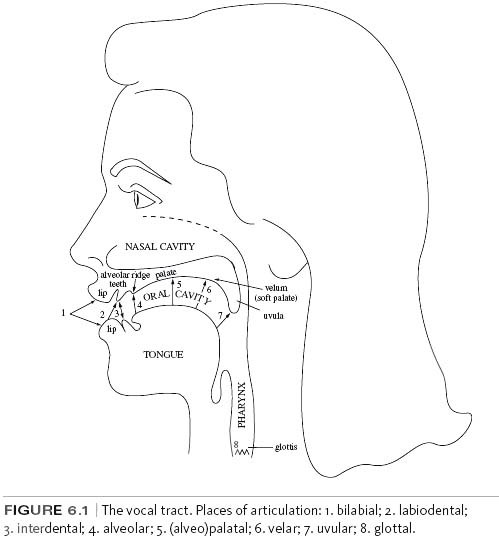 NASAL CAVITY
alveolar ridge palate
teeth
lip
5
6
ORAL CAVITY
4
velum
(soft palate)
uvula
1
2
3
7
lip
TONGUE
PHARYNX
8
glottis
FIGURE 6.1 | The vocal tract. Places of articulation: 1. bilabial; 2. labiodental;
3. interdental; 4. alveolar; 5. (alveo)palatal; 6. velar; 7. uvular; 8. glottal.